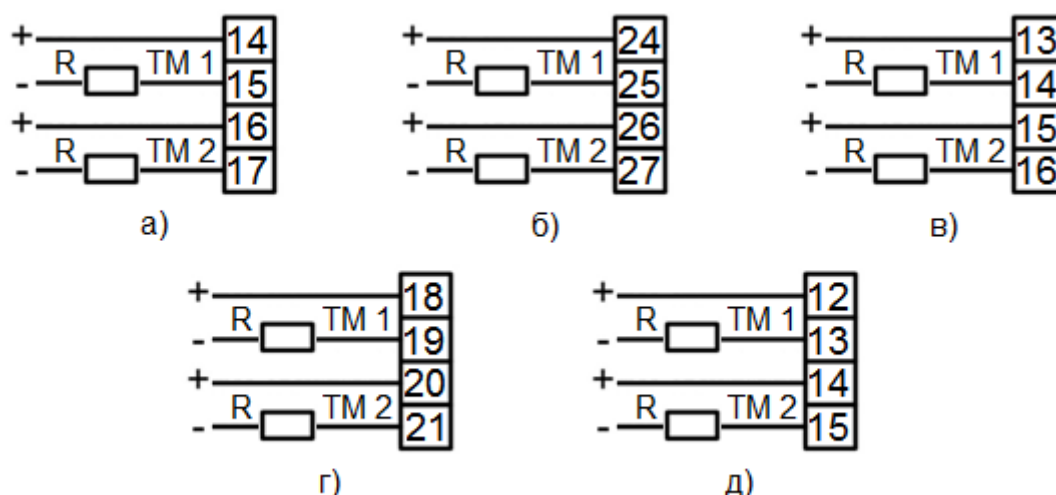 + 14
- R TM 1 15
+ 16
- R TM 2 17
а)
+ 24
- R TM 1 25
+ 26
- R TM 2 27
б)
+ 13
- R TM 1 14
+ 15
- R TM 2 16
в)
+ 18
- R TM 1 19
+ 20
- R TM 2 21
г)
+ 12
- R TM 1 13
+ 14
- R TM 2 15
д)